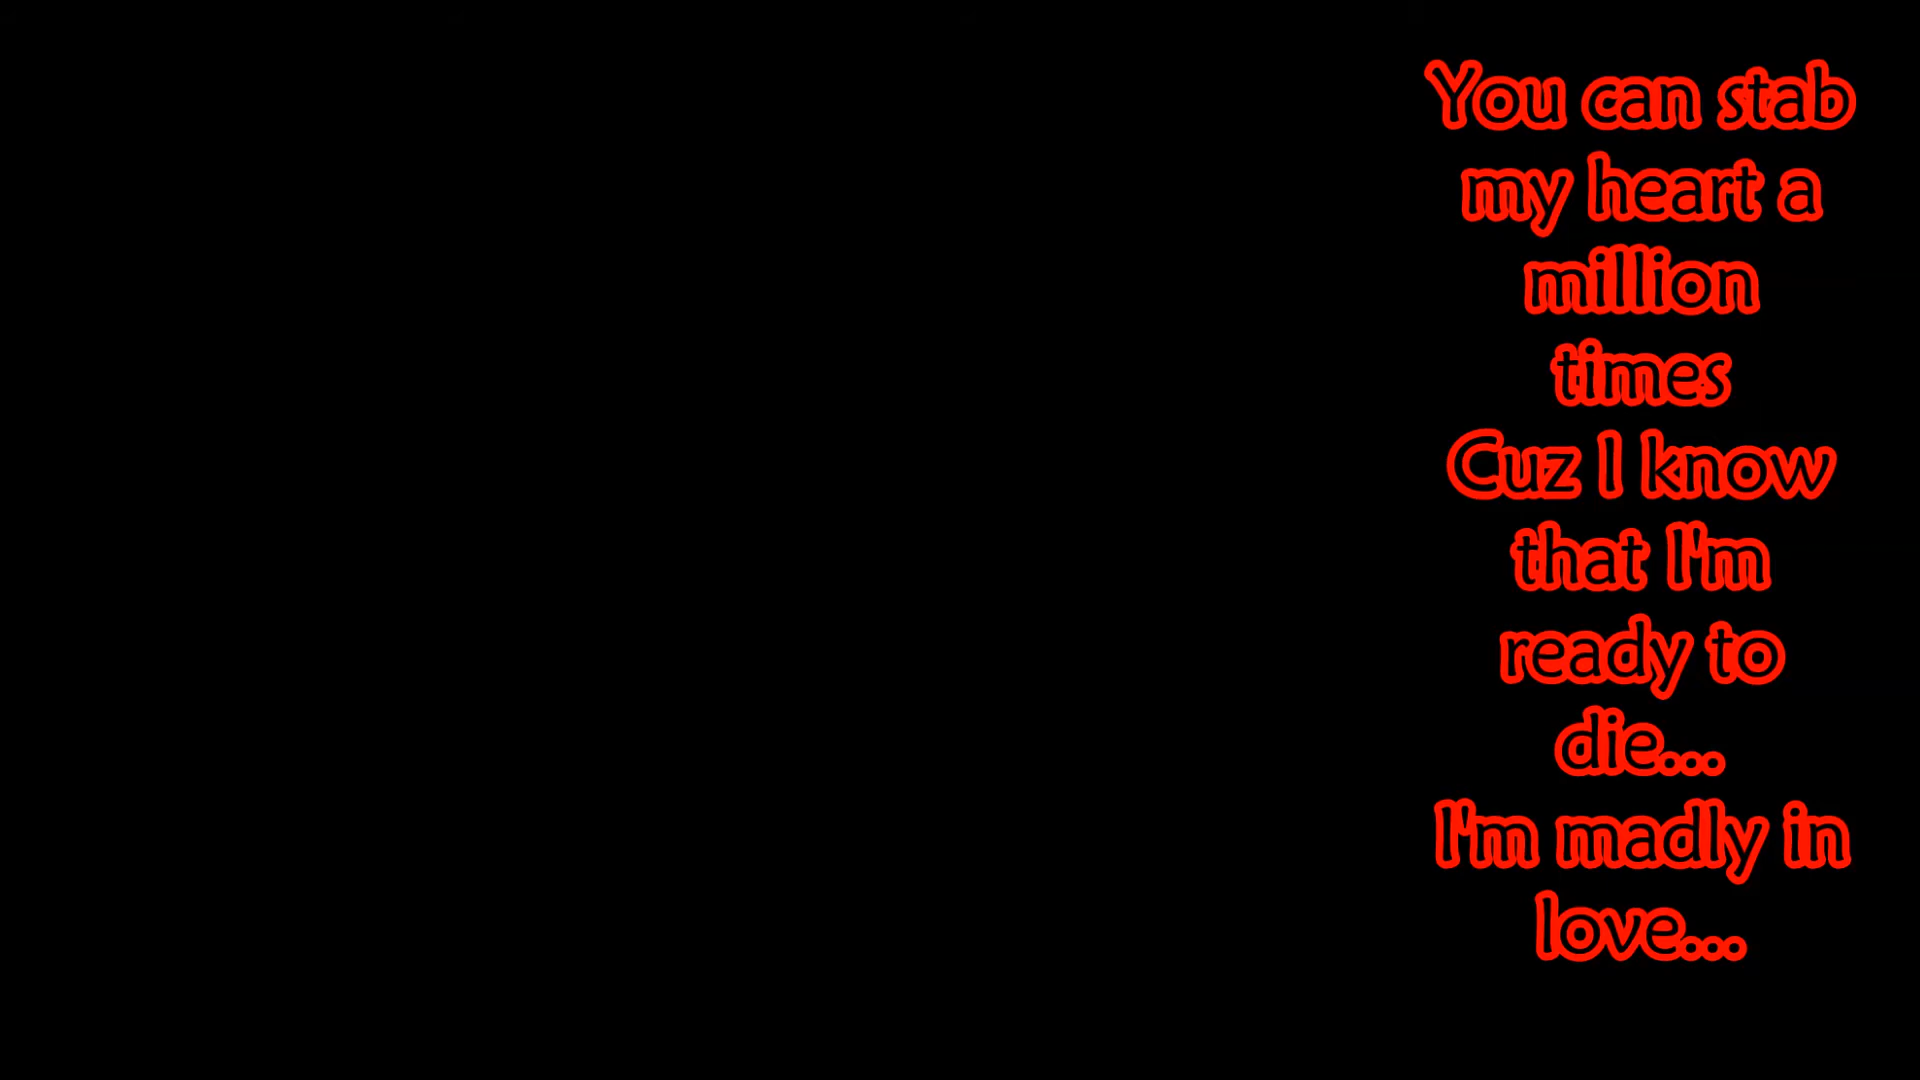 You can stab
my heart a
million
times
Cuz I know
that I'm
ready to
die...
I'm madly in
love...